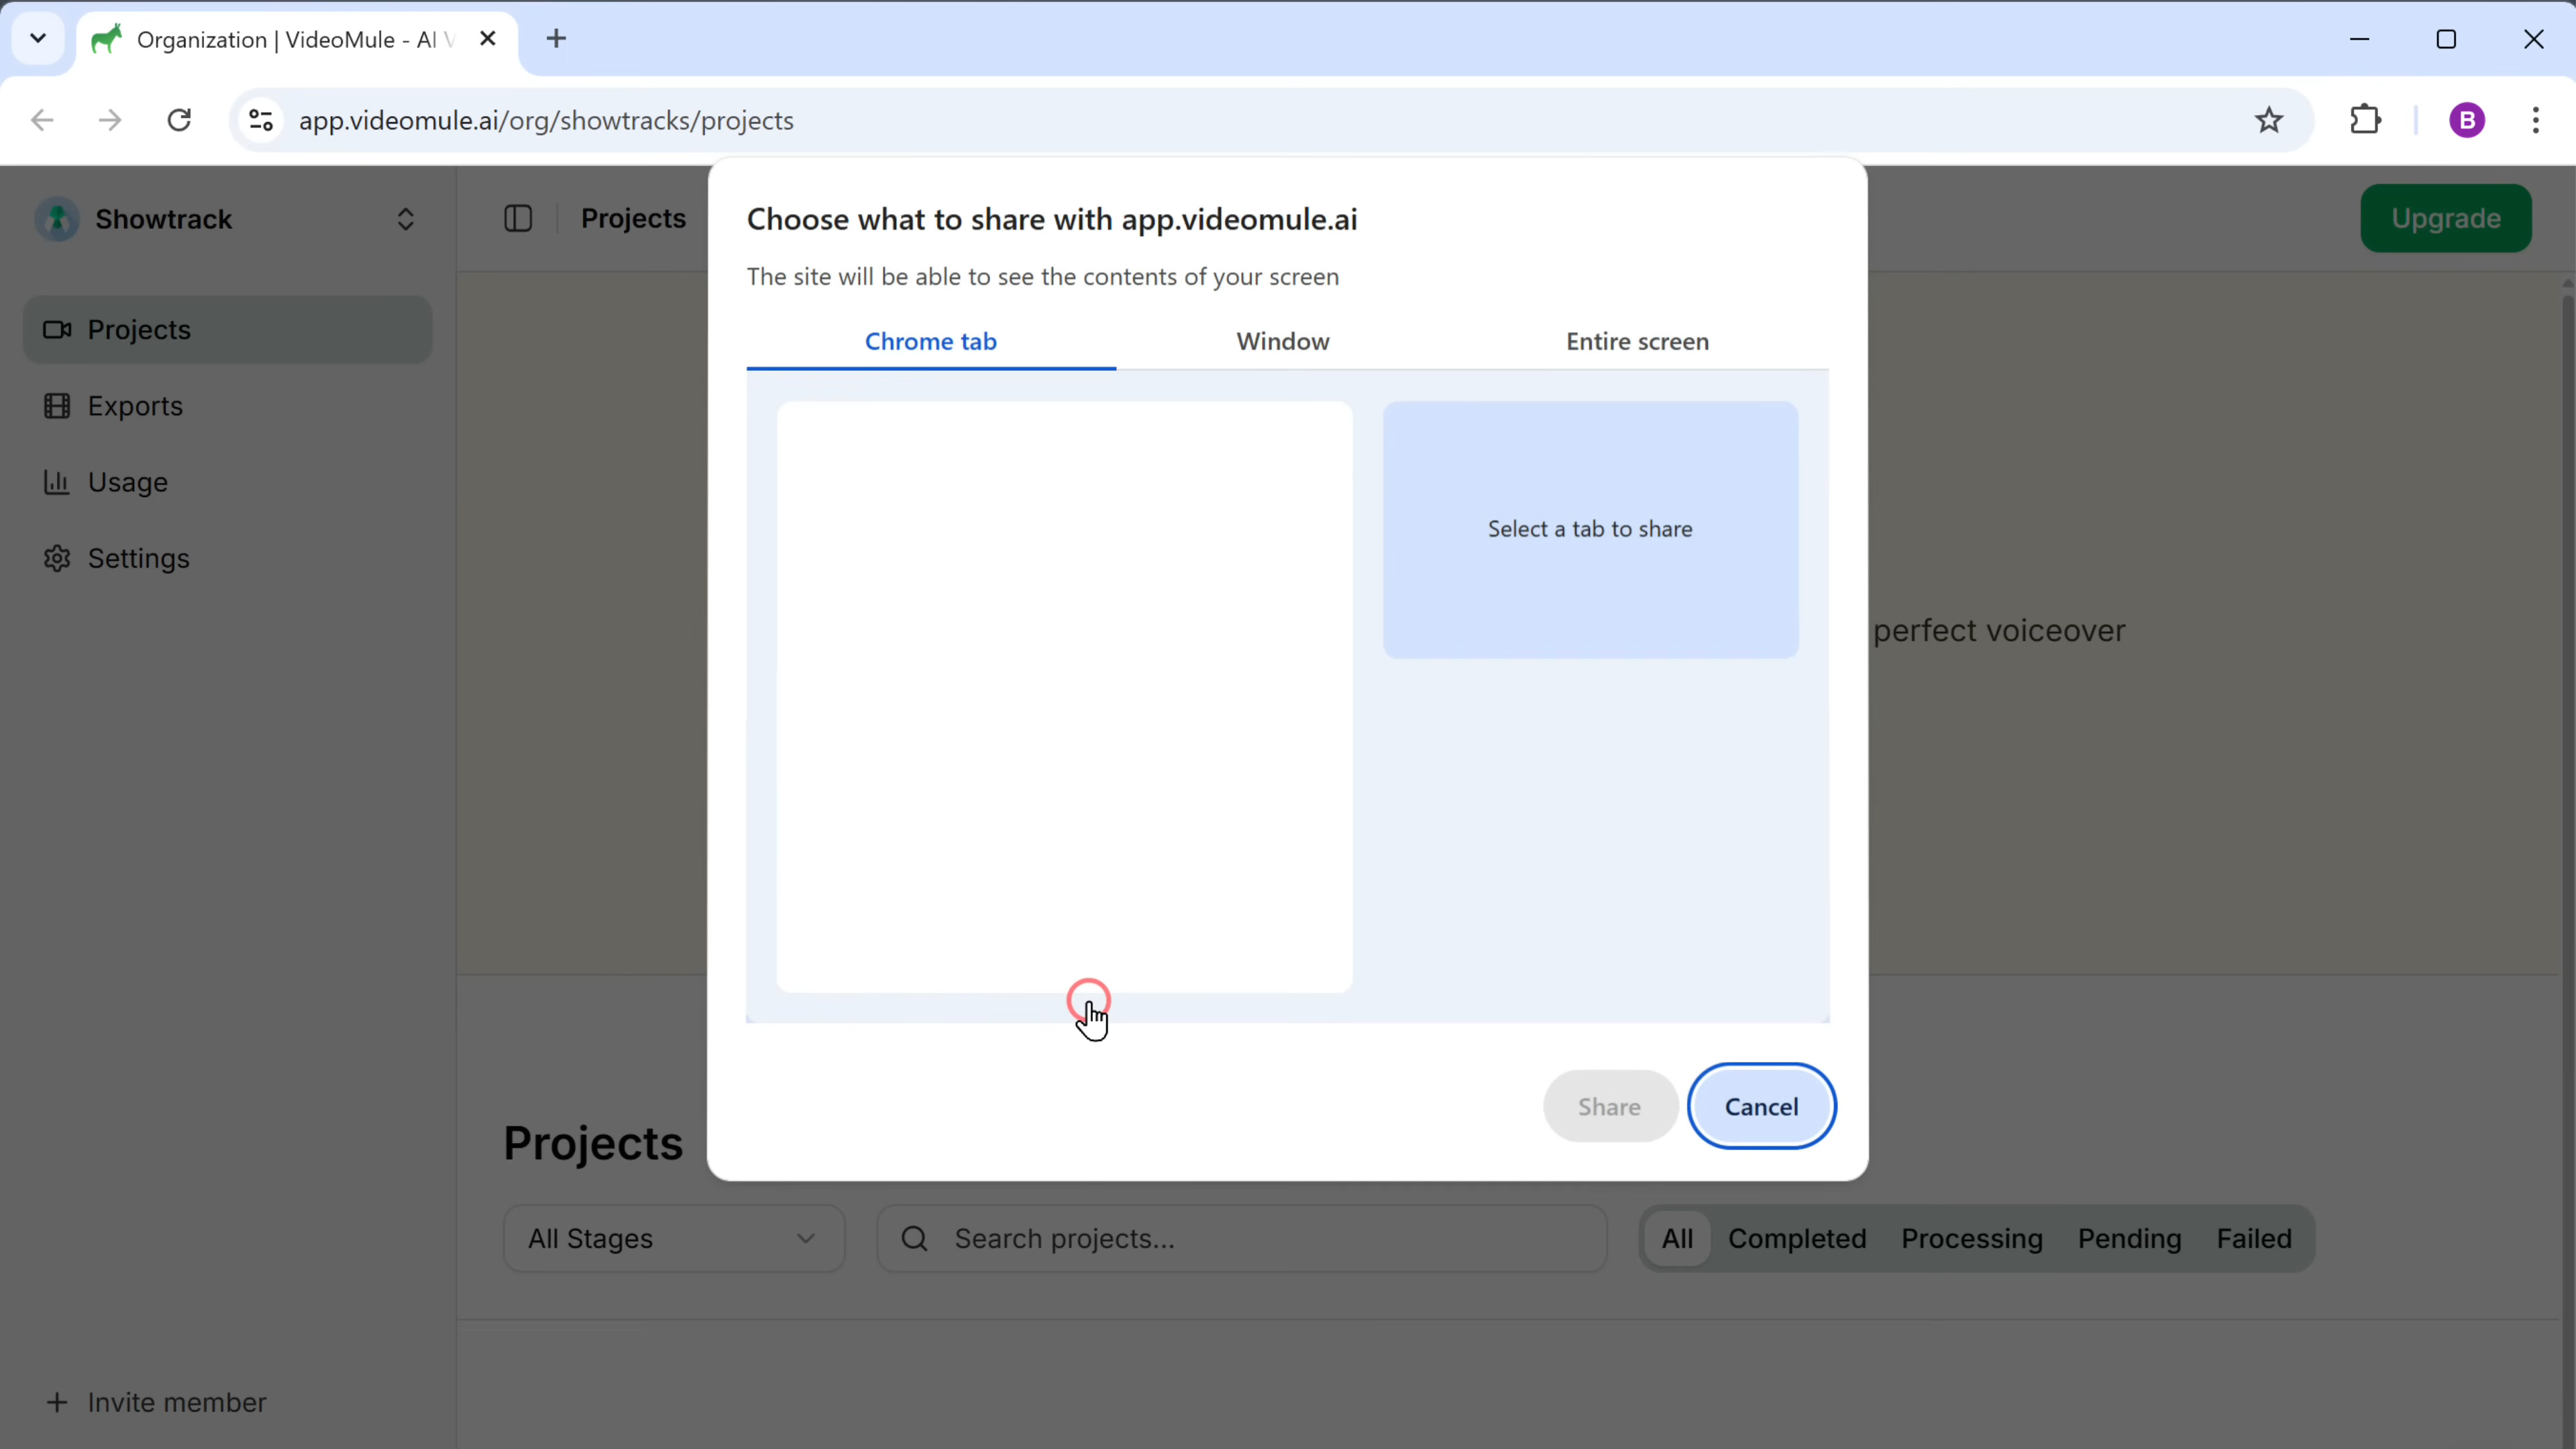 Organization | VideoMule - AI V
app.videomule.ai/org/showtracks/projects
B
Showtrack
Projects
Upgrade
Projects
Exports
Usage
Settings
Invite member
Choose what to share with app.videomule.ai
The site will be able to see the contents of your screen
Chrome tab
Window
Entire screen
Select a tab to share
perfect voiceover
Share
Cancel
Projects
All Stages
Search projects...
All
Completed
Processing
Pending
Failed